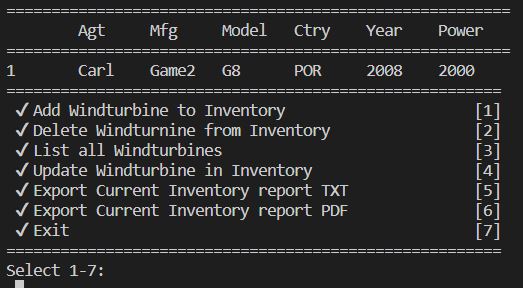 ========================================================
Agt Mfg Model Ctry Year Power
========================================================
1 Carl Game2 G8 POR 2008 2000
=======================================================
✓Add Windturbine to Inventory [1]
✓Delete Windturnine from Inventory [2]
✓List all Windturbines [3]
✓Update Windturbine in Inventory [4]
✓Export Current Inventory report TXT [5]
✓Export Current Inventory report PDF [6]
✓Exit [7]
=======================================================
Select 1-7: